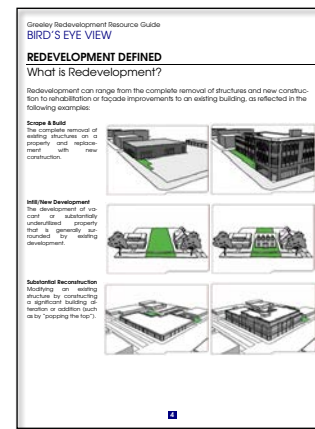 Greeley Redevelopment Resource Guide
BIRD'S EYE VIEW
REDEVELOPMENT DEFINED
What is Redevelopment?
Redevelopment can range from the complete removal of structures and new construc-
tion to rehabilitation or façade improvements to an existing building, as reflected in the
following examples:
Scrape & Build
The complete removal of
existing structures on a
property and replace-
ment with new
construction.
Infill/New Development
The development of va-
cant or substantially
underutilized property
that is generally sur-
rounded by existing
development.
Substantial Reconstruction
Modifying an existing
structure by constructing
a significant building al-
teration or addition (such
as by "popping the top").
4